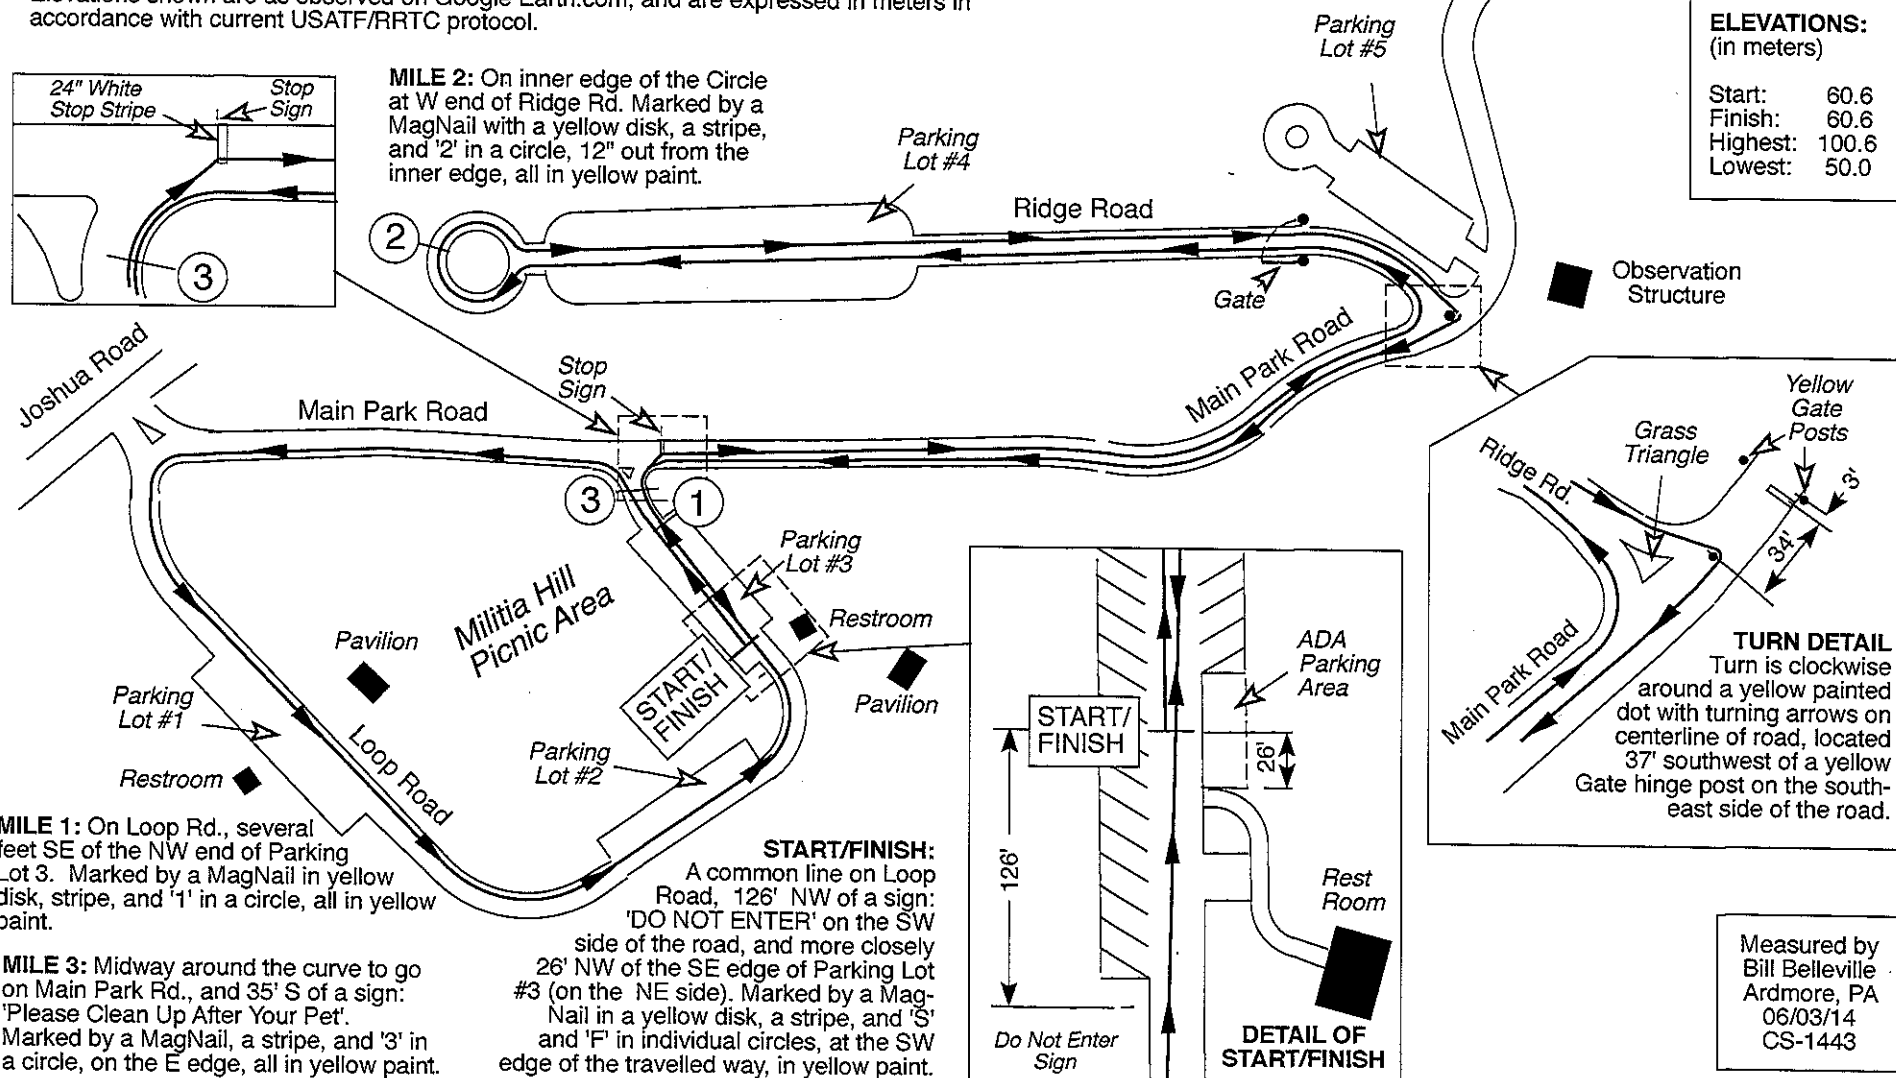 Elevations shown are as observed on Google Earth.com, and are expressed in meters in
accordance with current USATF/RRTC protocol.
24" White
Stop Stripe
Stop
Sign
3
MILE 2: On inner edge of the Circle
at W end of Ridge Rd. Marked by a
MagNail with a yellow disk, a stripe,
and '2' in a circle, 12" out from the
inner edge, all in yellow paint.
Parking
Lot #4
Parking
Lot #5
ELEVATIONS:
(in meters)
Start: 60.6
Finish: 60.6
Highest: 100.6
Lowest: 50.0
2
Ridge Road
Gate
Observation
Structure
Main Park Road
Joshua Road
Stop
Sign
Main Park Road
3
1
Parking
Lot #3
Militia Hill
Picnic Area
Restroom
Pavilion
Pavilion
START/
FINISH
Parking
Lot #1
Loop Road
Parking
Lot #2
Restroom
Yellow
Gate
Posts
Grass
Triangle
Ridge Rd.
3'
34'
Main Park Road
TURN DETAIL
Turn is clockwise
around a yellow painted
dot with turning arrows on
centerline of road, located
37' southwest of a yellow
Gate hinge post on the south-
east side of the road.
ADA
Parking
Area
START/
FINISH
26'
126'
Rest
Room
Do Not Enter
Sign
DETAIL OF
START/FINISH
MILE 1: On Loop Rd., several
feet SE of the NW end of Parking
Lot 3. Marked by a MagNail in yellow
disk, stripe, and '1' in a circle, all in yellow
paint.
MILE 3: Midway around the curve to go
on Main Park Rd., and 35' S of a sign:
'Please Clean Up After Your Pet'.
Marked by a MagNail, a stripe, and '3' in
a circle, on the E edge, all in yellow paint.
START/FINISH:
A common line on Loop
Road, 126' NW of a sign:
'DO NOT ENTER' on the SW
side of the road, and more closely
26' NW of the SE edge of Parking Lot
#3 (on the NE side). Marked by a Mag-
Nail in a yellow disk, a stripe, and 'S'
and 'F' in individual circles, at the SW
edge of the travelled way, in yellow paint.
Measured by
Bill Belleville
Ardmore, PA
06/03/14
CS-1443